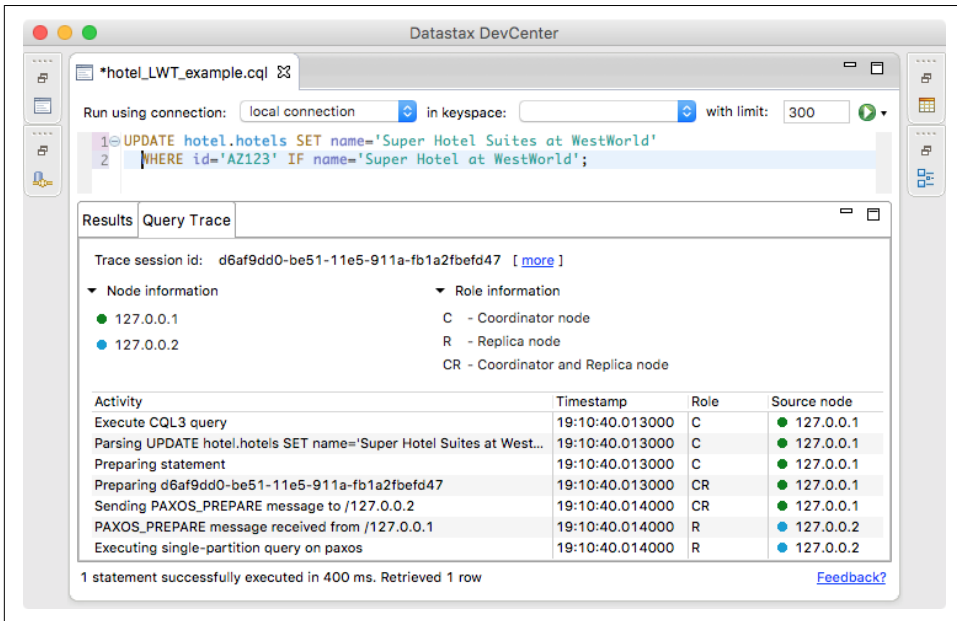 Datastax DevCenter
*hotel_LWT_example.cql
Run using connection: local connection in keyspace: with limit: 300
1 UPDATE hotel.hotels SET name='Super Hotel Suites at WestWorld'
2 WHERE id='AZ123' IF name='Super Hotel at WestWorld';
Results Query Trace
Trace session id: d6af9dd0-be51-11e5-911a-fb1a2fbefd47 [ more ]
Node information Role information
127.0.0.1 C - Coordinator node
127.0.0.2 R - Replica node
CR - Coordinator and Replica node
Activity Timestamp Role Source node
Execute CQL3 query 19:10:40.013000 C 127.0.0.1
Parsing UPDATE hotel.hotels SET name='Super Hotel Suites at West... 19:10:40.013000 C 127.0.0.1
Preparing statement 19:10:40.013000 C 127.0.0.1
Preparing d6af9dd0-be51-11e5-911a-fb1a2fbefd47 19:10:40.013000 CR 127.0.0.1
Sending PAXOS_PREPARE message to /127.0.0.2 19:10:40.014000 CR 127.0.0.1
PAXOS_PREPARE message received from /127.0.0.1 19:10:40.014000 R 127.0.0.2
Executing single-partition query on paxos 19:10:40.014000 R 127.0.0.2
1 statement successfully executed in 400 ms. Retrieved 1 row Feedback?